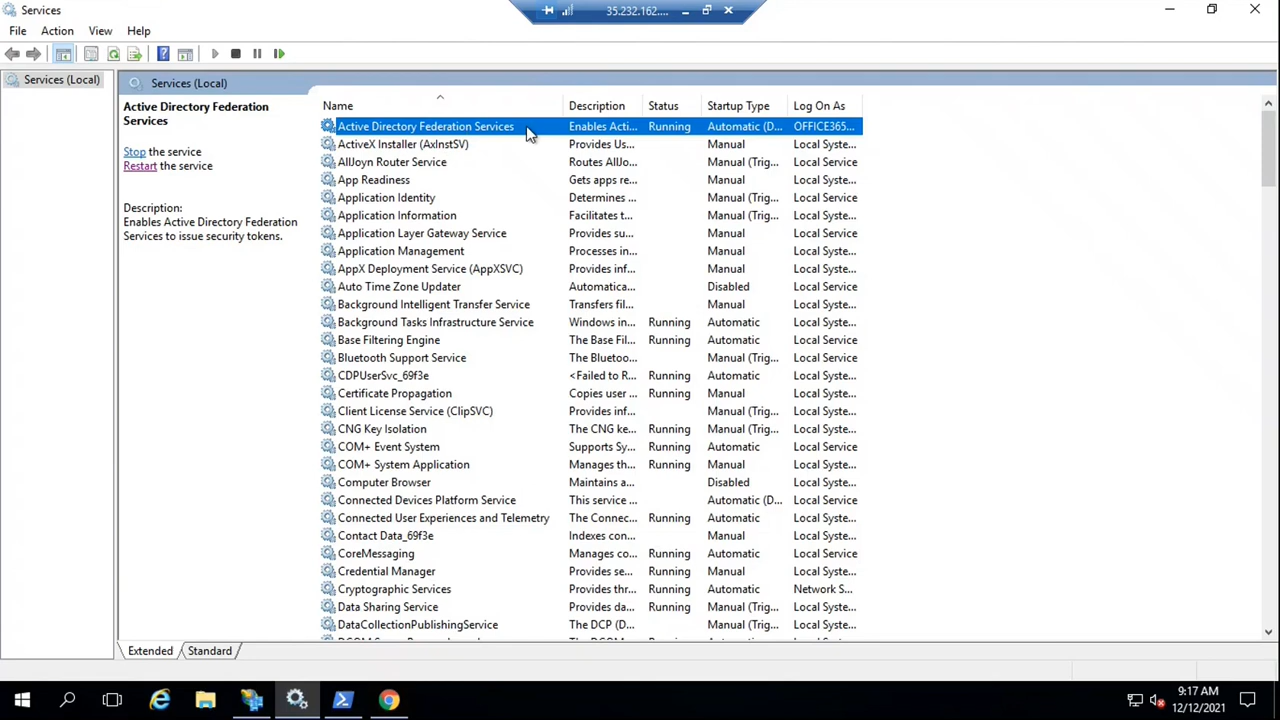 Services
35.232.162....
File Action View Help
Services (Local)
Services (Local)
Active Directory Federation
Services
Stop the service
Restart the service
Description:
Enables Active Directory Federation
Services to issue security tokens.
Name Description Status Startup Type Log On As
Active Directory Federation Services Enables Acti... Running Automatic (D... OFFICE365...
ActiveX Installer (AxInstSV) Provides Us... Manual Local Syste...
AllJoyn Router Service Routes AllJo... Manual (Trig... Local Service
App Readiness Gets apps re... Manual Local Syste...
Application Identity Determines ... Manual (Trig... Local Service
Application Information Facilitates t... Manual (Trig... Local Syste...
Application Layer Gateway Service Provides su... Manual Local Service
Application Management Processes in... Manual Local Syste...
AppX Deployment Service (AppXSVC) Provides inf... Manual Local Syste...
Auto Time Zone Updater Automatica... Disabled Local Service
Background Intelligent Transfer Service Transfers fil... Manual Local Syste...
Background Tasks Infrastructure Service Windows in... Running Automatic Local Syste...
Base Filtering Engine The Base Fil... Running Automatic Local Service
Bluetooth Support Service The Bluetoo... Manual (Trig... Local Service
CDPUserSvc_69f3e <Failed to R... Running Automatic Local Syste...
Certificate Propagation Copies user ... Running Manual Local Syste...
Client License Service (ClipSVC) Provides inf... Manual (Trig... Local Syste...
CNG Key Isolation The CNG ke... Running Manual (Trig... Local Syste...
COM+ Event System Supports Sy... Running Automatic Local Service
COM+ System Application Manages th... Running Manual Local Syste...
Computer Browser Maintains a... Disabled Local Syste...
Connected Devices Platform Service This service ... Automatic (D... Local Service
Connected User Experiences and Telemetry The Connec... Running Automatic Local Syste...
Contact Data_69f3e Indexes con... Manual Local Syste...
CoreMessaging Manages co... Running Automatic Local Service
Credential Manager Provides se... Running Manual Local Syste...
Cryptographic Services Provides thr... Running Automatic Network S...
Data Sharing Service Provides da... Running Manual (Trig... Local Syste...
DataCollectionPublishingService The DCP (D... Manual (Trig... Local Syste...
Extended Standard
9:17 AM
12/12/2021